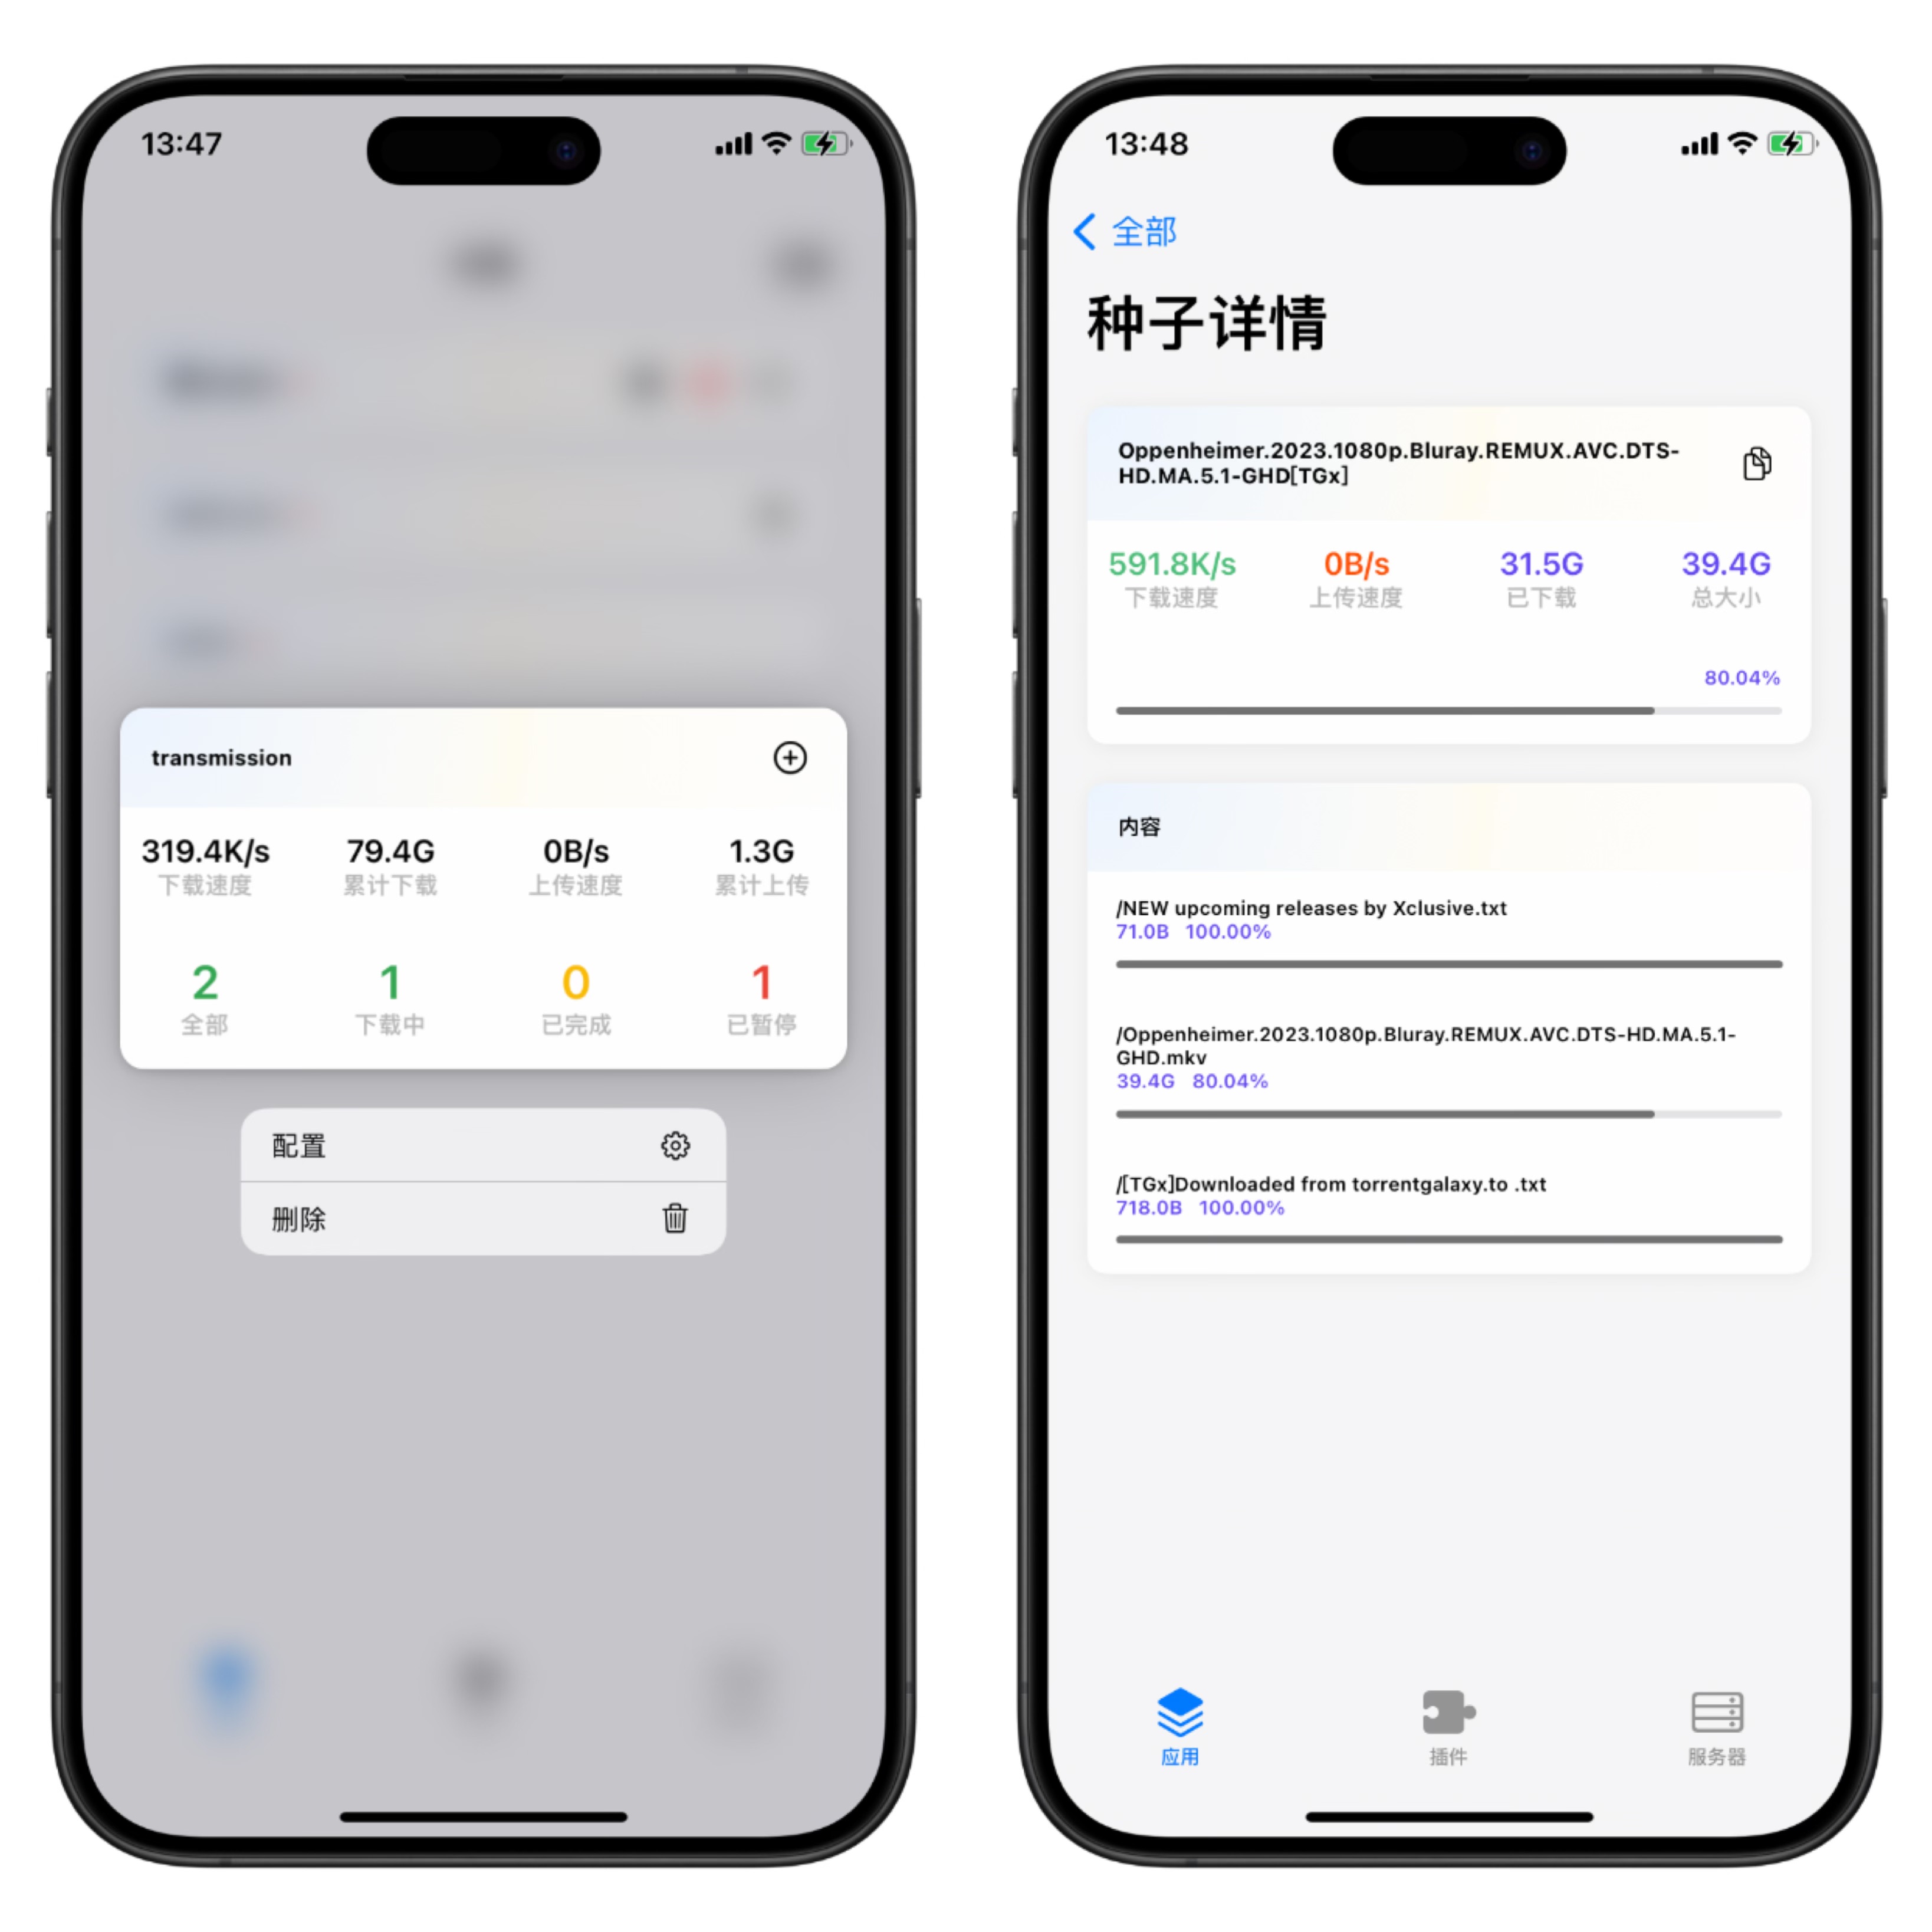 13:47
transmission
319.4K/s 79.4G 0B/s 1.3G
下载速度 累计下载 上传速度 累计上传
2 1 0 1
全部 下载中 已完成 已暂停
配置
删除
13:48
全部
种子详情
Oppenheimer.2023.1080p.Bluray.REMUX.AVC.DTS-
HD.MA.5.1-GHD[TGx]
591.8K/s 0B/s 31.5G 39.4G
下载速度 上传速度 已下载 总大小
80.04%
内容
/NEW upcoming releases by Xclusive.txt
71.0B 100.00%
/Oppenheimer.2023.1080p.Bluray.REMUX.AVC.DTS-HD.MA.5.1-
GHD.mkv
39.4G 80.04%
/[TGx]Downloaded from torrentgalaxy.to .txt
718.0B 100.00%
应用 插件 服务器